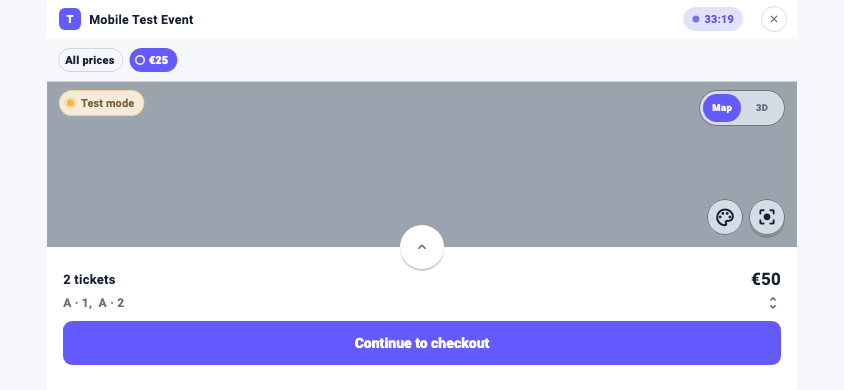 T Mobile Test Event 33:19
All prices €25
Test mode Map 3D
2 tickets €50
A · 1, A · 2
Continue to checkout